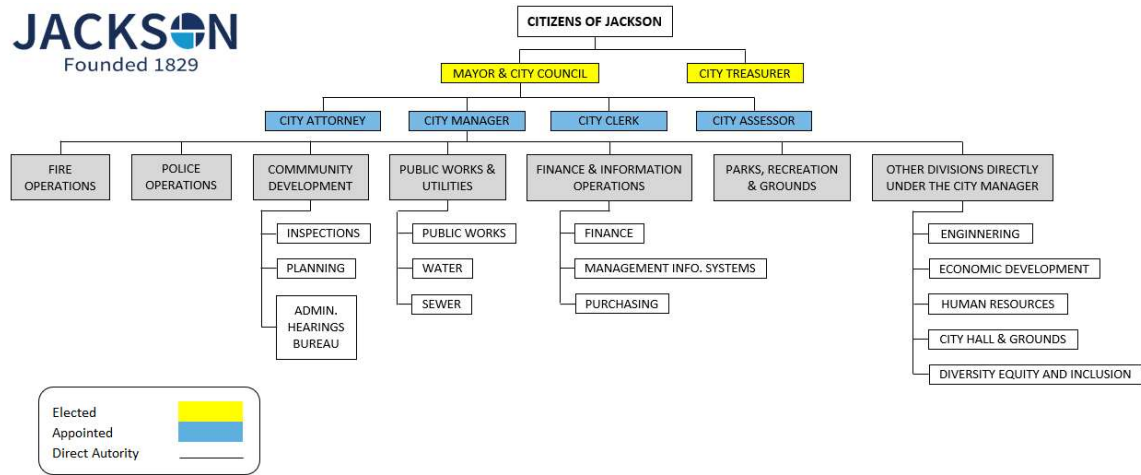 JACKSON
Founded 1829
CITIZENS OF JACKSON
MAYOR & CITY COUNCIL
CITY TREASURER
CITY ATTORNEY
CITY MANAGER
CITY CLERK
CITY ASSESSOR
FIRE
OPERATIONS
POLICE
OPERATIONS
COMMMUNITY
DEVELOPMENT
PUBLIC WORKS &
UTILITIES
FINANCE & INFORMATION
OPERATIONS
PARKS, RECREATION
& GROUNDS
OTHER DIVISIONS DIRECTLY
UNDER THE CITY MANAGER
INSPECTIONS
PLANNING
ADMIN.
HEARINGS
BUREAU
PUBLIC WORKS
WATER
SEWER
FINANCE
MANAGEMENT INFO. SYSTEMS
PURCHASING
ENGINNERING
ECONOMIC DEVELOPMENT
HUMAN RESOURCES
CITY HALL & GROUNDS
DIVERSITY EQUITY AND INCLUSION
Elected
Appointed
Direct Autority